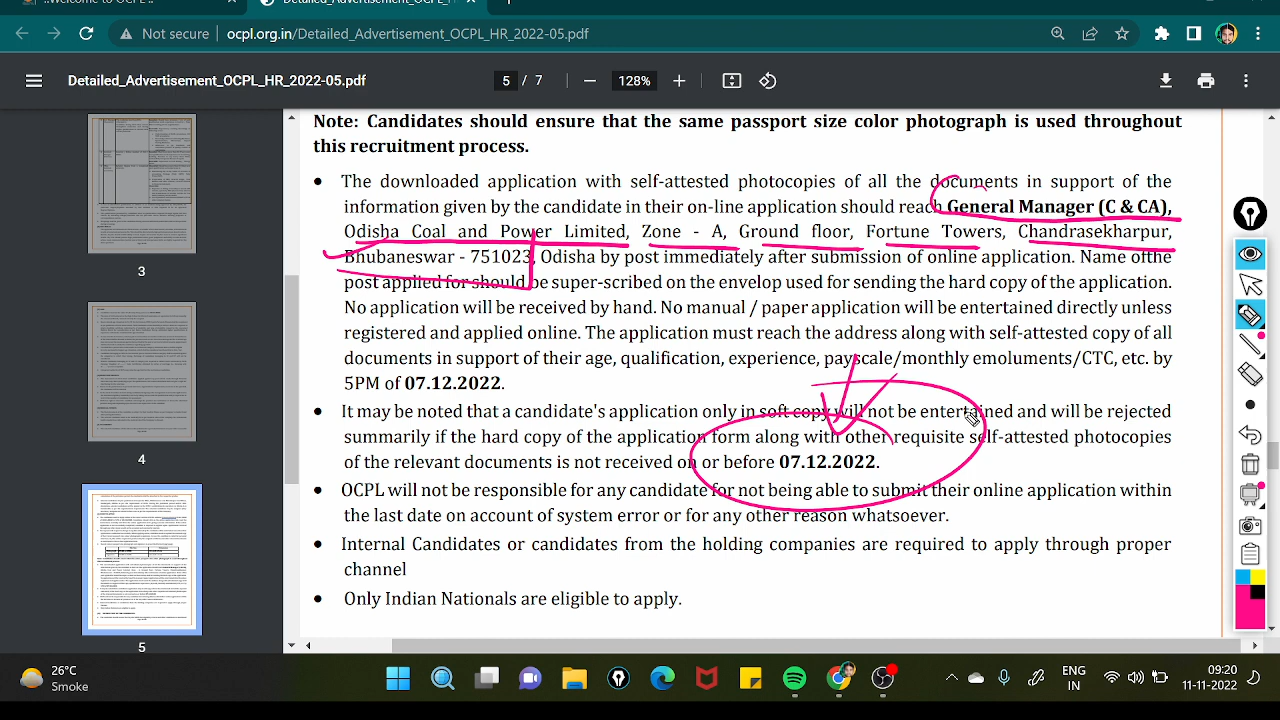 ..Welcome to OCPL..
Detailed_Advertisement_OCPL_HR_
Not secure
ocpl.org.in/Detailed_Advertisement_OCPL_HR_2022-05.pdf
Detailed_Advertisement_OCPL_HR_2022-05.pdf
5 / 7
128%
Note: Candidates should ensure that the same passport size color photograph is used throughout
this recruitment process.
• The downloaded application and self-attested photocopies of all the documents in support of the
information given by the candidate in their on-line application should reach General Manager (C & CA),
Odisha Coal and Power Limited, Zone - A, Ground floor, Fortune Towers, Chandrasekharpur,
Bhubaneswar - 751023, Odisha by post immediately after submission of online application. Name ofthe
post applied for should be super-scibed on the envelop used for sending the hard copy of the application.
No application will be received by hand. No manual / paper application will be entertained directly unless
registered and applied online. The application must reach the address along with self-attested copy of all
documents in support of their age, qualification, experience, pay scale/monthly emoluments/CTC, etc. by
5PM of 07.12.2022.
• It may be noted that a candidate's application only in soft copy will not be entertained and will be rejected
summarily if the hard copy of the application form along with other requisite self-attested photocopies
of the relevant documents is not received on or before 07.12.2022.
• OCPL will not be responsible for any candidate for not being able to submit their online application within
the last date on account of system error or for any other reason whatsoever.
• Internal candidates or candidates from the holding companies are required to apply through proper
channel
• Only Indian Nationals are eligible to apply.
3
4
5
26°C
Smoke
ENG
IN
09:20
11-11-2022